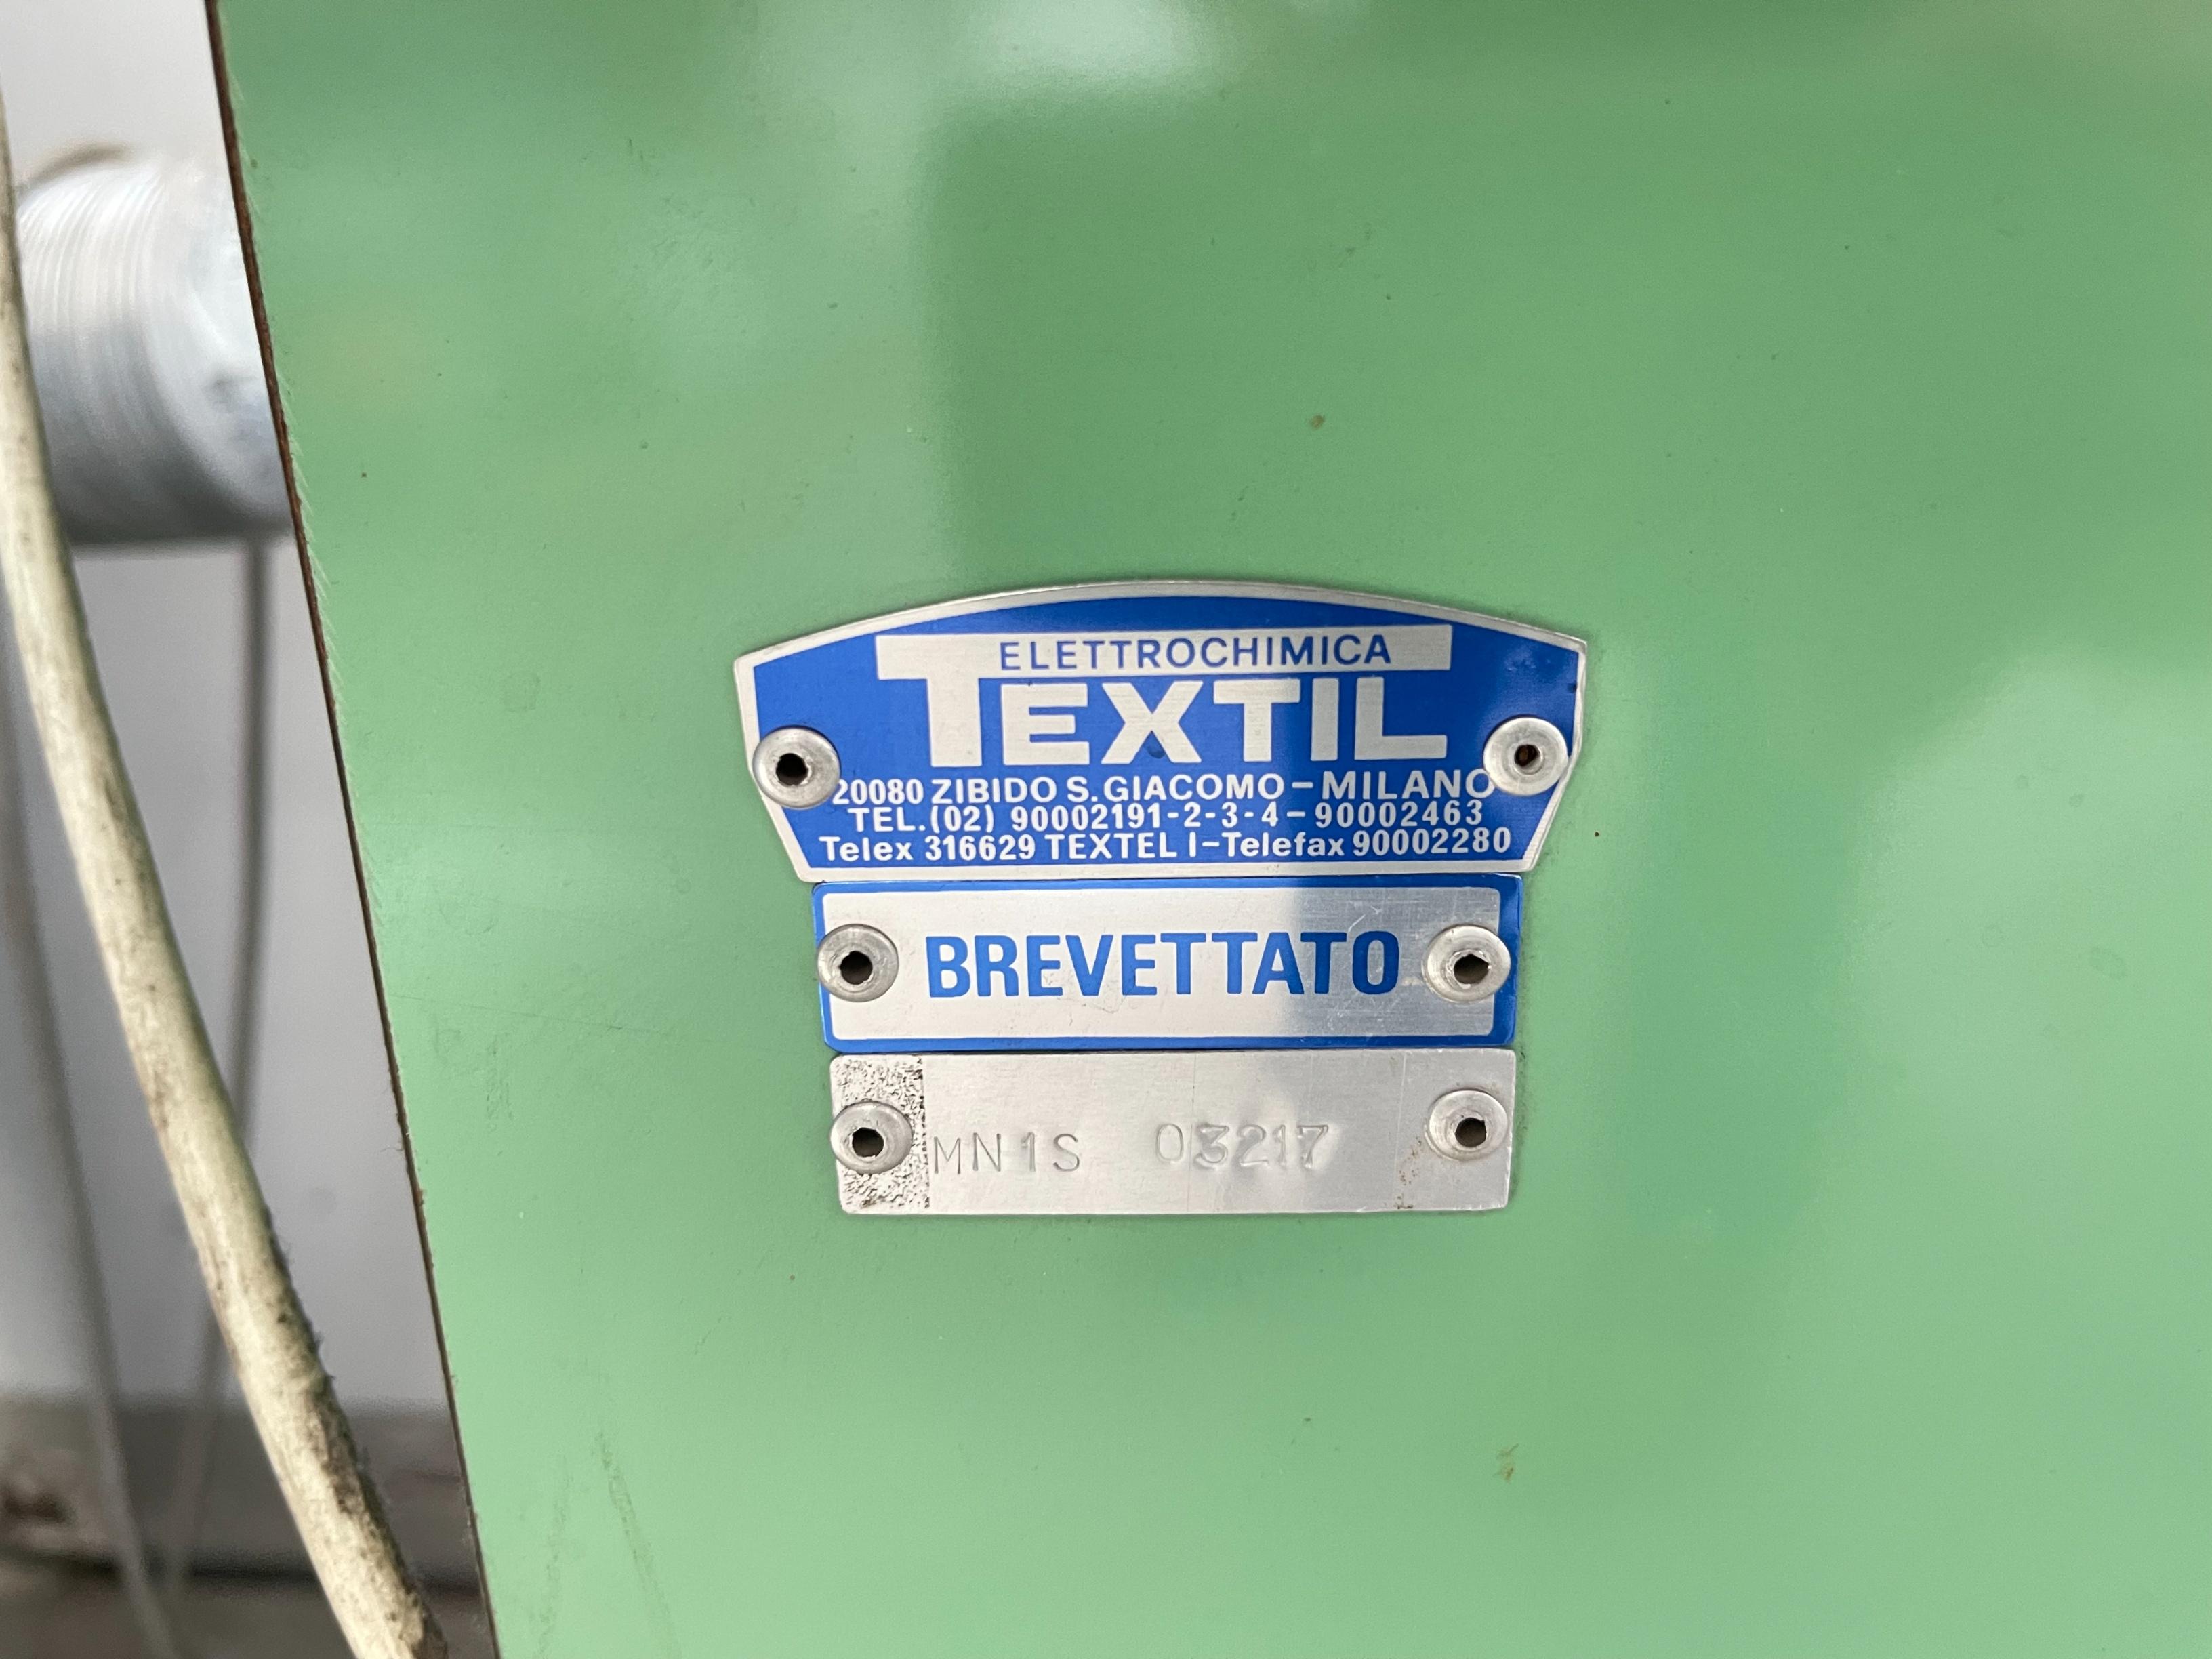 ELETTROCHIMICA
TEXTIL
20080 ZIBIDO S. GIACOMO – MILANO
TEL. (02) 90002191-2-3-4 – 90002463
Telex 316629 TEXTEL I – Telefax 90002280
BREVETTATO
MN1S 03217